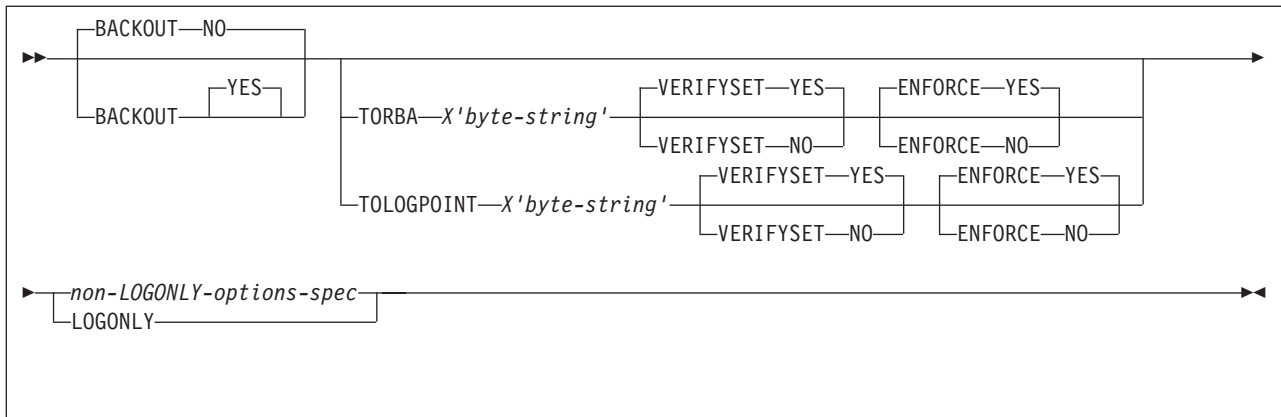 BACKOUT NO
YES
BACKOUT
VERIFYSET YES ENFORCE YES
TORBA X'byte-string'
VERIFYSET NO ENFORCE NO
VERIFYSET YES ENFORCE YES
TOLOGPOINT X'byte-string'
VERIFYSET NO ENFORCE NO
non-LOGONLY-options-spec
LOGONLY